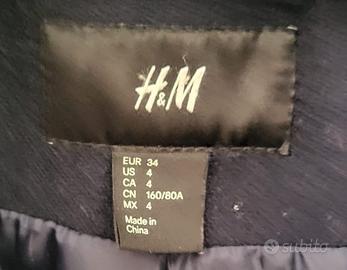 H&M
EUR 34
US 4
CA 4
CN 160/80A
MX 4
Made in
China
subito